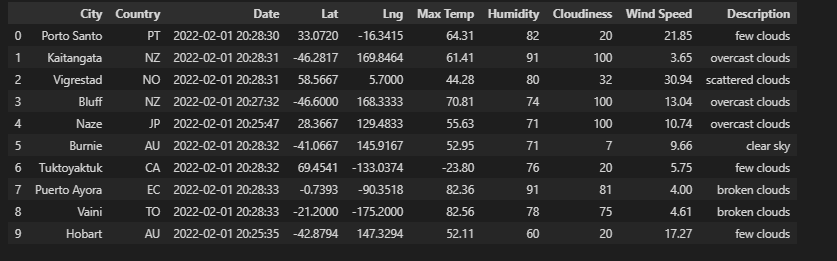 City Country Date Lat Lng Max Temp Humidity Cloudiness Wind Speed Description
0 Porto Santo PT 2022-02-01 20:28:30 33.0720 -16.3415 64.31 82 20 21.85 few clouds
1 Kaitangata NZ 2022-02-01 20:28:31 -46.2817 169.8464 61.41 91 100 3.65 overcast clouds
2 Vigrestad NO 2022-02-01 20:28:31 58.5667 5.7000 44.28 80 32 30.94 scattered clouds
3 Bluff NZ 2022-02-01 20:27:32 -46.6000 168.3333 70.81 74 100 13.04 overcast clouds
4 Naze JP 2022-02-01 20:25:47 28.3667 129.4833 55.63 71 100 10.74 overcast clouds
5 Burnie AU 2022-02-01 20:28:32 -41.0667 145.9167 52.95 71 7 9.66 clear sky
6 Tuktoyaktuk CA 2022-02-01 20:28:32 69.4541 -133.0374 -23.80 76 20 5.75 few clouds
7 Puerto Ayora EC 2022-02-01 20:28:33 -0.7393 -90.3518 82.36 91 81 4.00 broken clouds
8 Vaini TO 2022-02-01 20:28:33 -21.2000 -175.2000 82.56 78 75 4.61 broken clouds
9 Hobart AU 2022-02-01 20:25:35 -42.8794 147.3294 52.11 60 20 17.27 few clouds